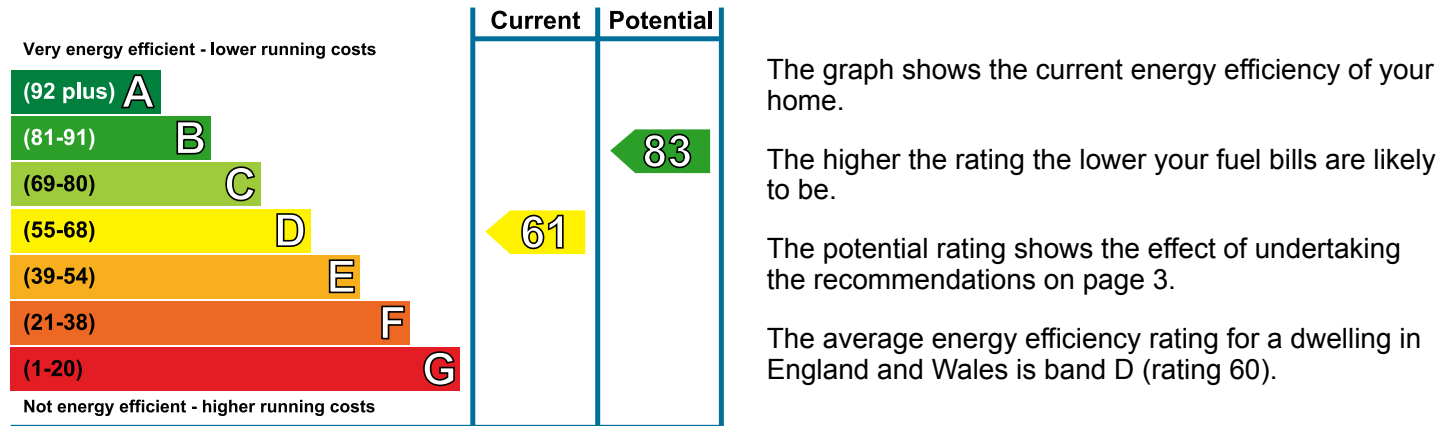 Current Potential
Very energy efficient - lower running costs
(92 plus) A
(81-91) B
83
(69-80) C
(55-68) D
61
(39-54) E
(21-38) F
(1-20) G
Not energy efficient - higher running costs
The graph shows the current energy efficiency of your
home.
The higher the rating the lower your fuel bills are likely
to be.
The potential rating shows the effect of undertaking
the recommendations on page 3.
The average energy efficiency rating for a dwelling in
England and Wales is band D (rating 60).